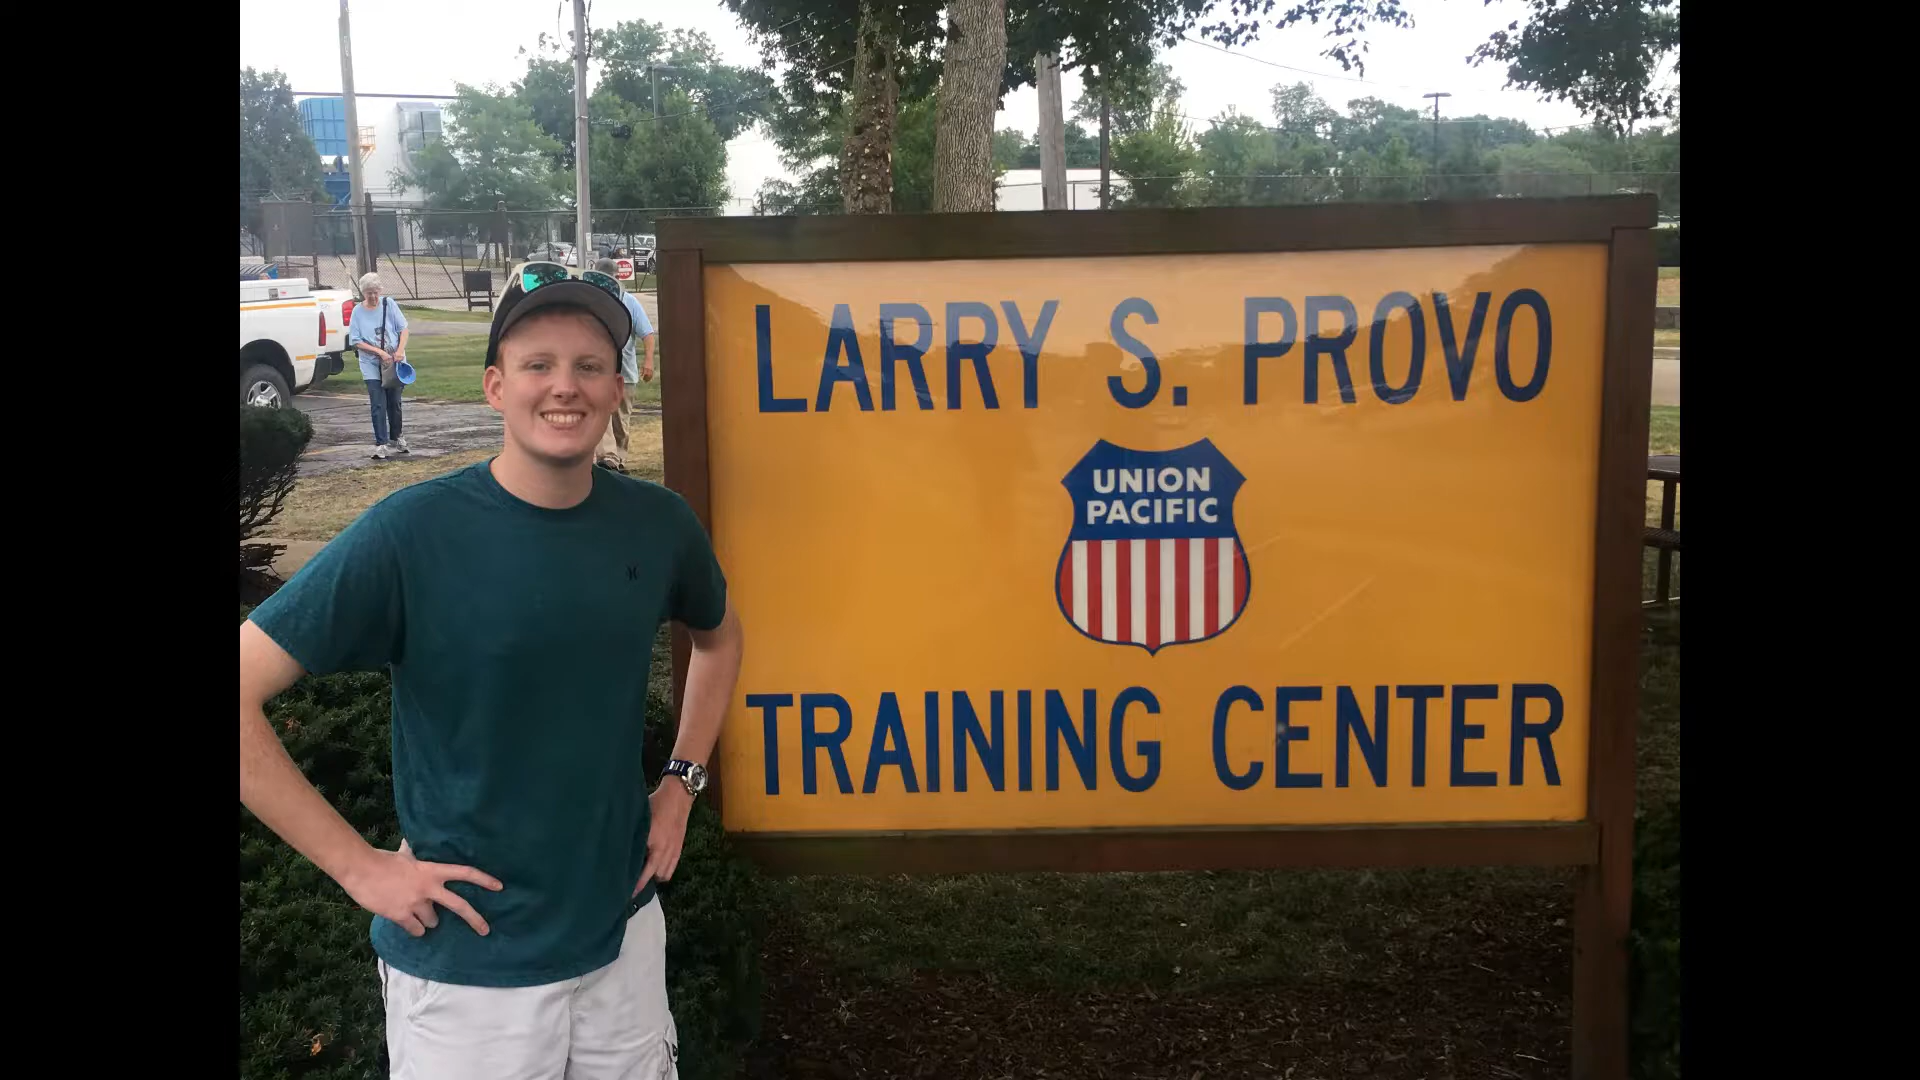 LARRY S. PROVO
UNION
PACIFIC
TRAINING CENTER